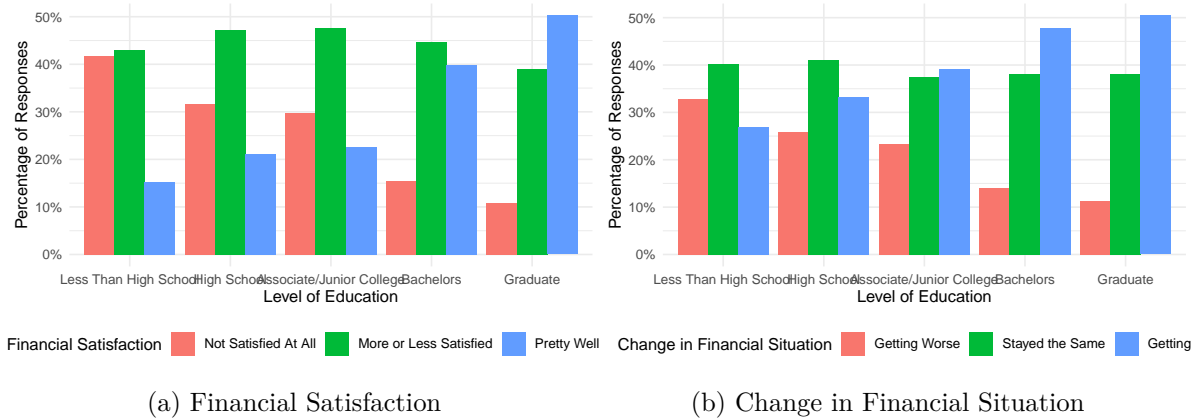 Percentage of Responses
50%
40%
30%
20%
10%
0%
Less Than High School
High School
Associate/Junior College
Bachelors
Graduate
Level of Education
Financial Satisfaction
Not Satisfied At All
More or Less Satisfied
Pretty Well
(a) Financial Satisfaction
Percentage of Responses
50%
40%
30%
20%
10%
0%
Less Than High School
High School
Associate/Junior College
Bachelors
Graduate
Level of Education
Change in Financial Situation
Getting Worse
Stayed the Same
Getting
(b) Change in Financial Situation